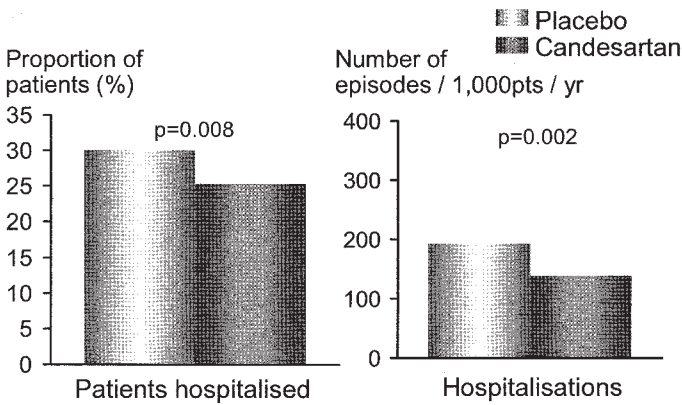 Placebo
Candesartan
Proportion of
patients (%)
35
30
25
20
15
10
5
0
p=0.008
Patients hospitalised
Number of
episodes / 1,000pts / yr
400
300
200
100
0
p=0.002
Hospitalisations